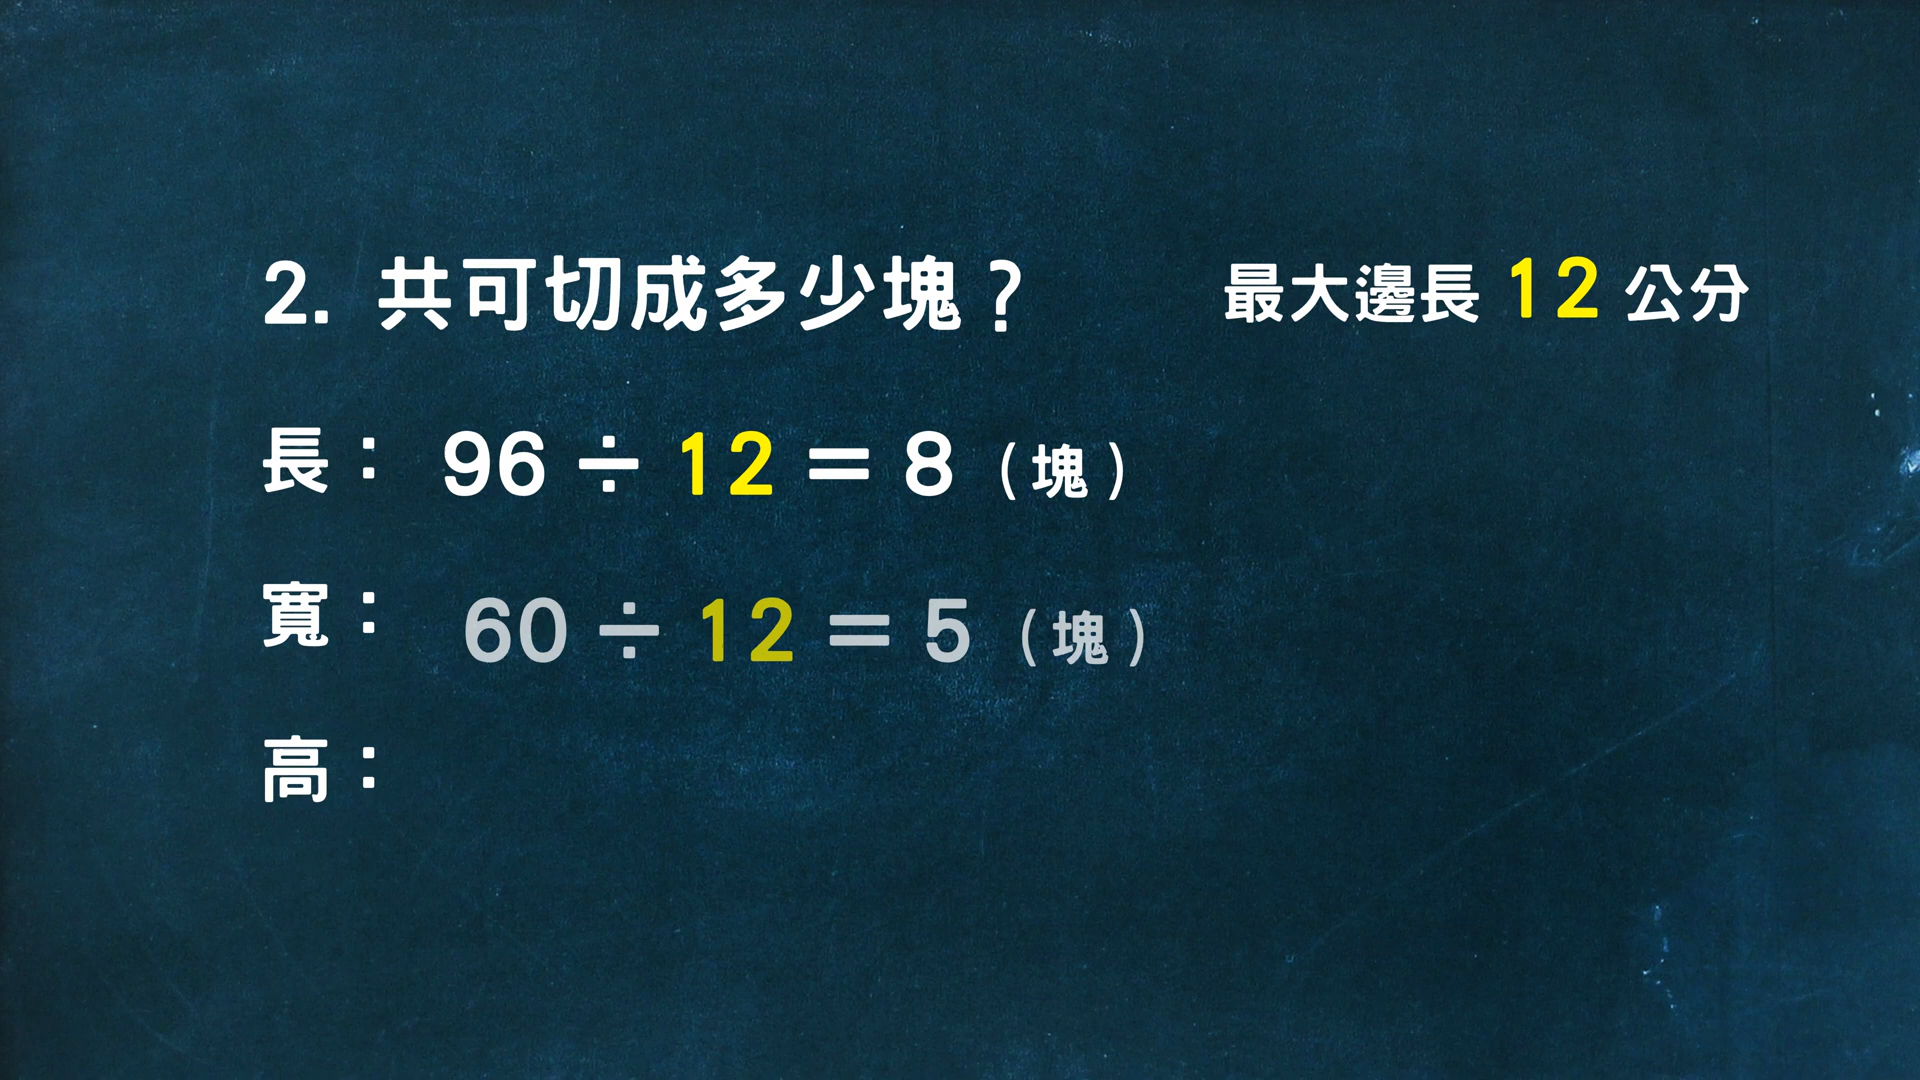 2. 共可切成多少塊？
最大邊長 12 公分
長： 96 ÷ 12 = 8 （塊）
寬： 60 ÷ 12 = 5 （塊）
高：